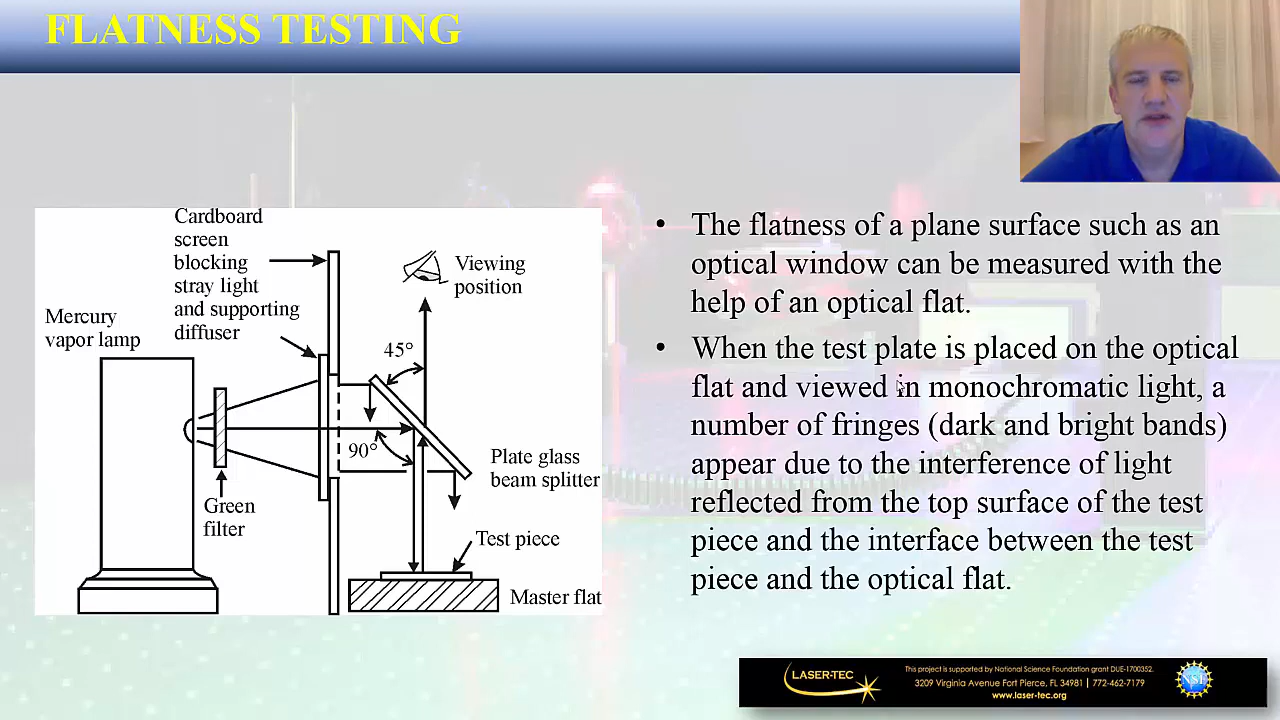 FLATNESS TESTING
Cardboard
screen
blocking
stray light
and supporting
diffuser
Mercury
vapor lamp
Viewing
position
45°
90°
Plate glass
beam splitter
Green
filter
Test piece
Master flat
• The flatness of a plane surface such as an
optical window can be measured with the
help of an optical flat.
• When the test plate is placed on the optical
flat and viewed in monochromatic light, a
number of fringes (dark and bright bands)
appear due to the interference of light
reflected from the top surface of the test
piece and the interface between the test
piece and the optical flat.
LASER-TEC
This project is supported by National Science Foundation grant DUE-1700352.
3209 Virginia Avenue Fort Pierce, FL 34981 | 772-462-7179
www.laser-tec.org
NSF